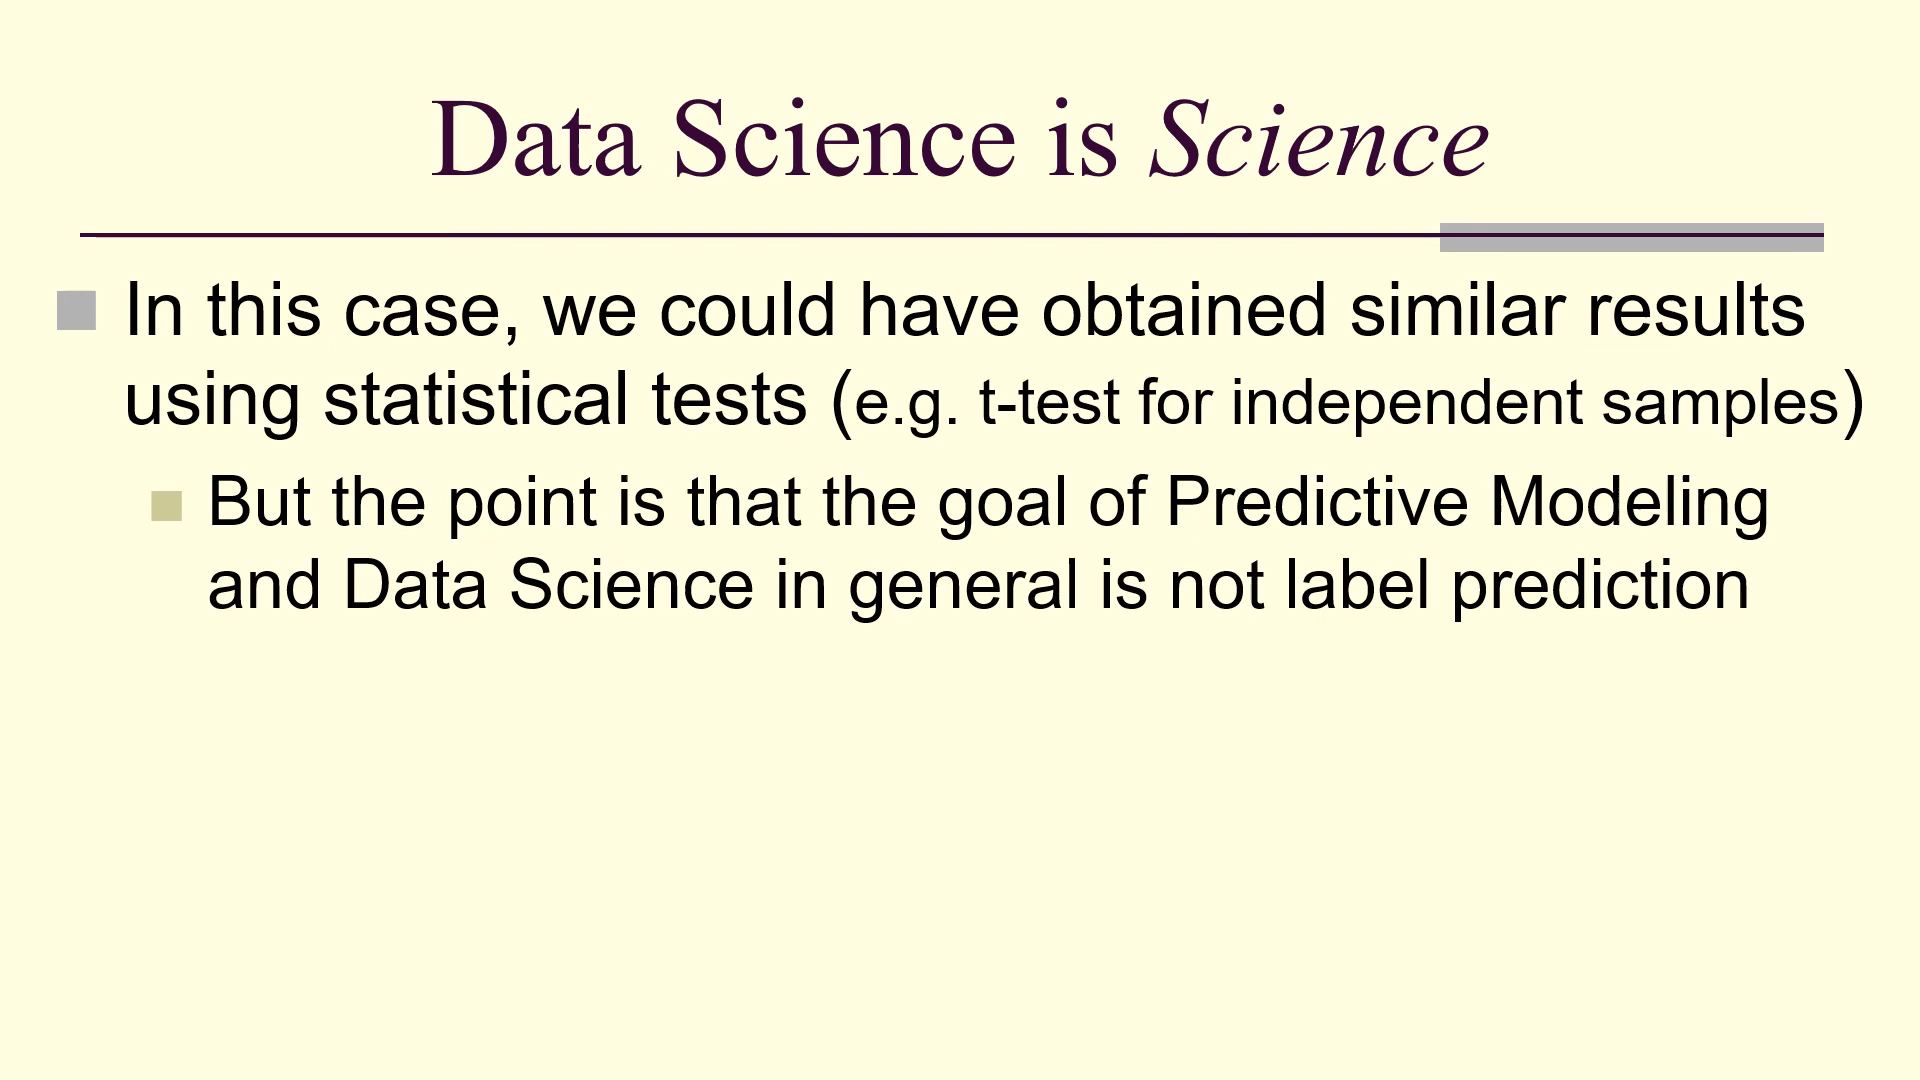 Data Science is Science
In this case, we could have obtained similar results
using statistical tests (e.g. t-test for independent samples)
But the point is that the goal of Predictive Modeling
and Data Science in general is not label prediction